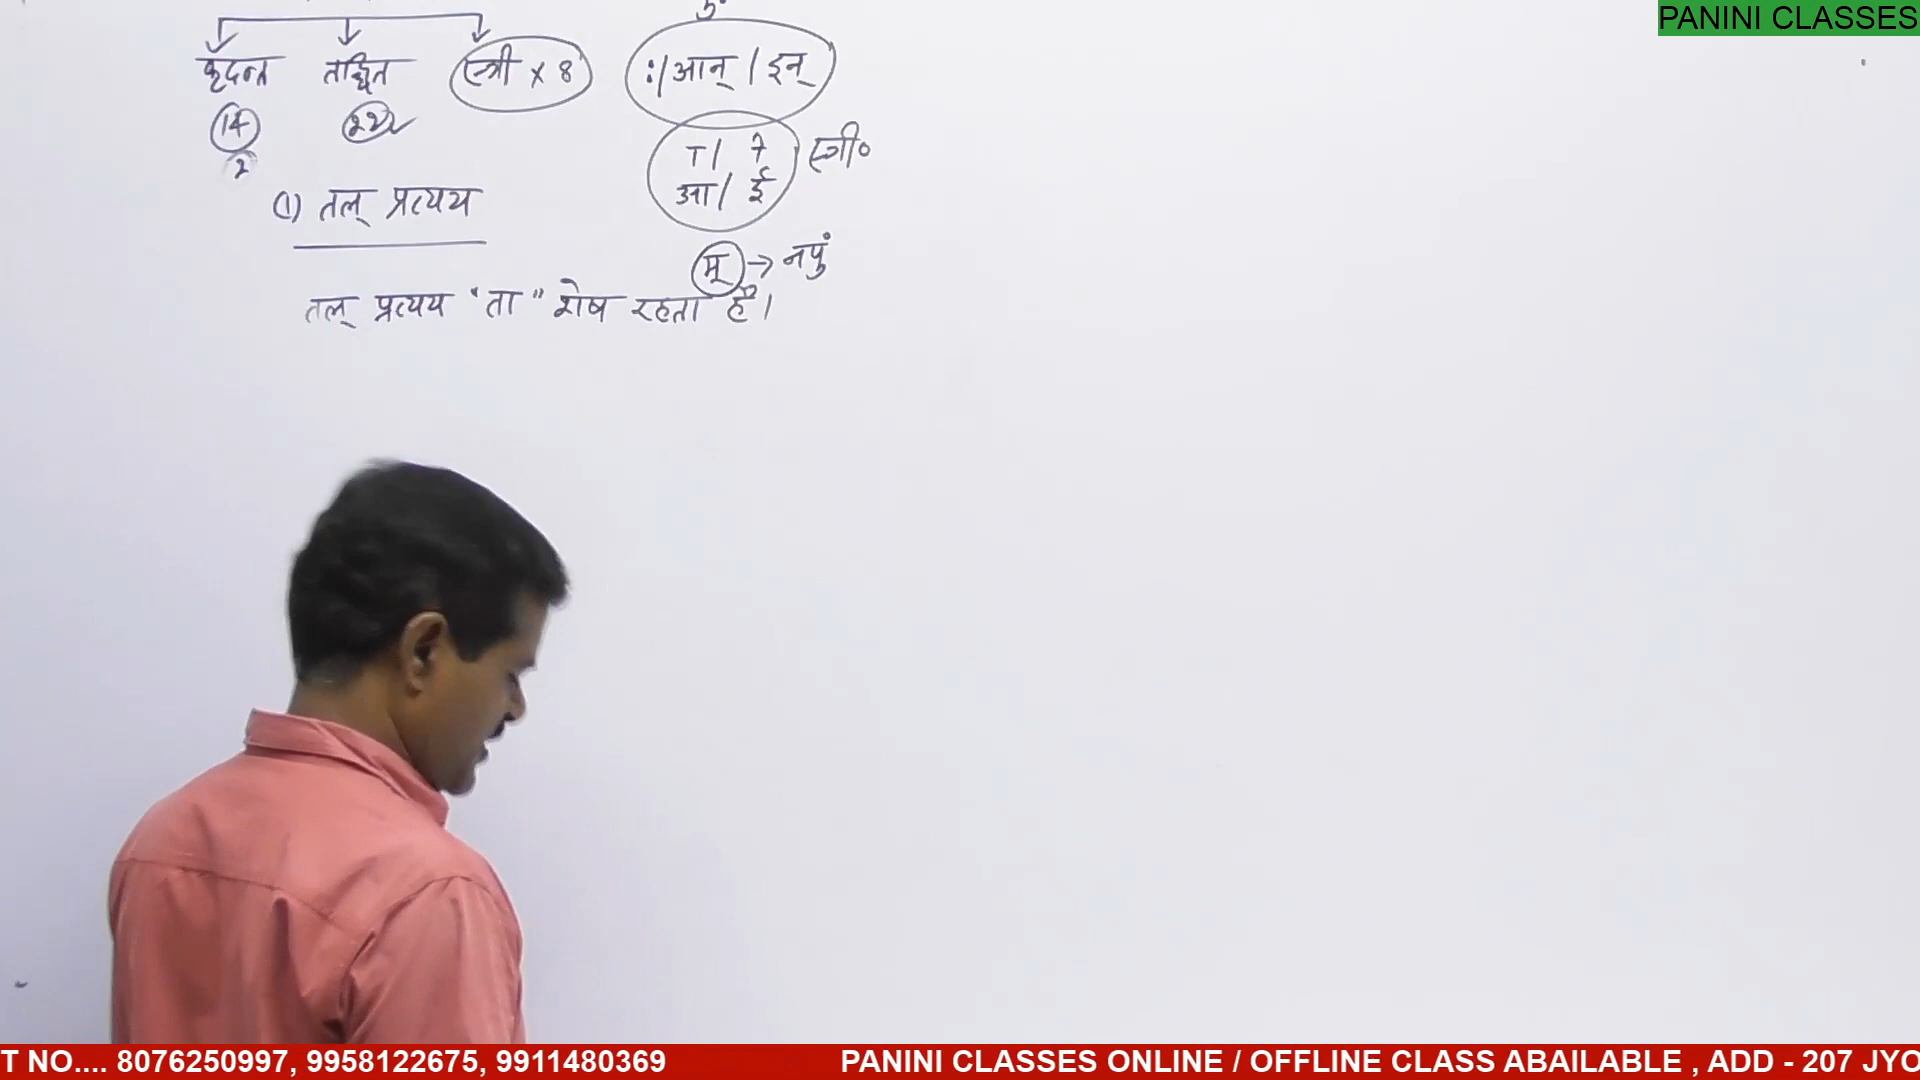 PANINI CLASSES
कृदन्त तद्धित स्त्री × 8 :/आन्/इन्
14
2
ा/ ी स्त्री०
आ/ ई
(1) तल् प्रत्यय
म् → नपुं
तल् प्रत्यय "ता" शेष रहता है।
T NO.... 8076250997, 9958122675, 9911480369 PANINI CLASSES ONLINE / OFFLINE CLASS ABAILABLE , ADD - 207 JYO